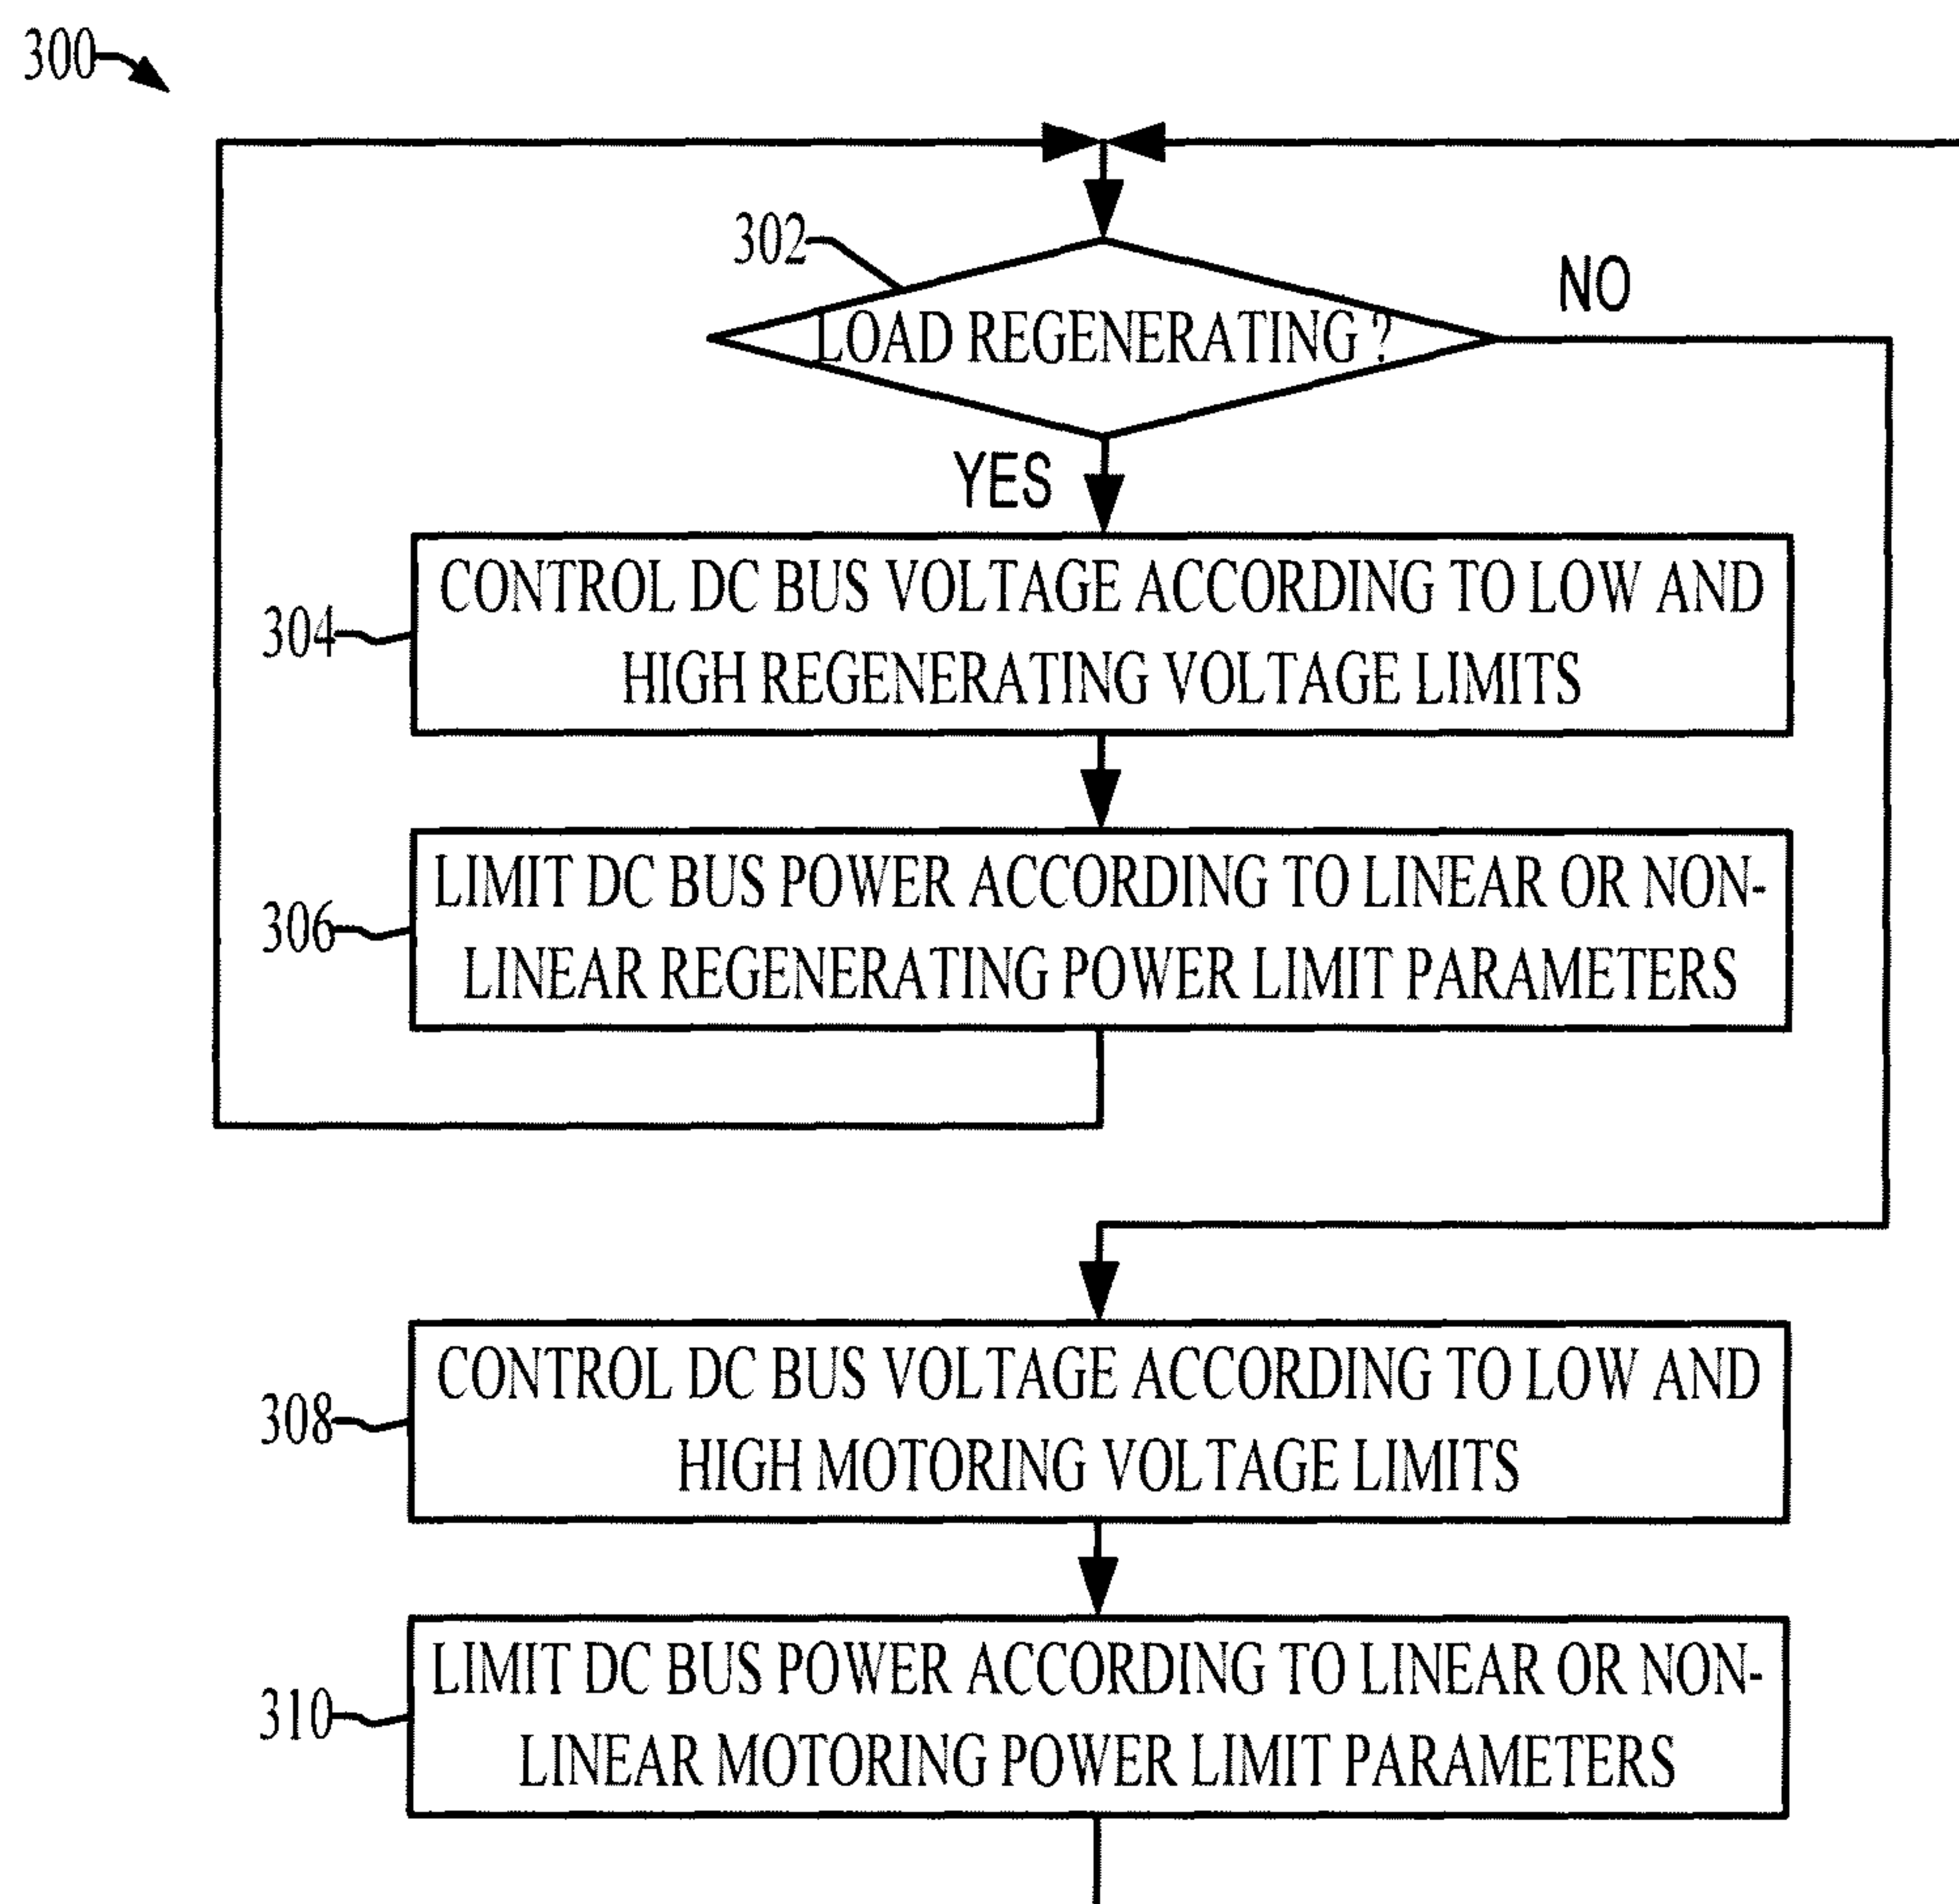 300
302
LOAD REGENERATING ?
NO
YES
304
CONTROL DC BUS VOLTAGE ACCORDING TO LOW AND
HIGH REGENERATING VOLTAGE LIMITS
306
LIMIT DC BUS POWER ACCORDING TO LINEAR OR NON-
LINEAR REGENERATING POWER LIMIT PARAMETERS
308
CONTROL DC BUS VOLTAGE ACCORDING TO LOW AND
HIGH MOTORING VOLTAGE LIMITS
310
LIMIT DC BUS POWER ACCORDING TO LINEAR OR NON-
LINEAR MOTORING POWER LIMIT PARAMETERS